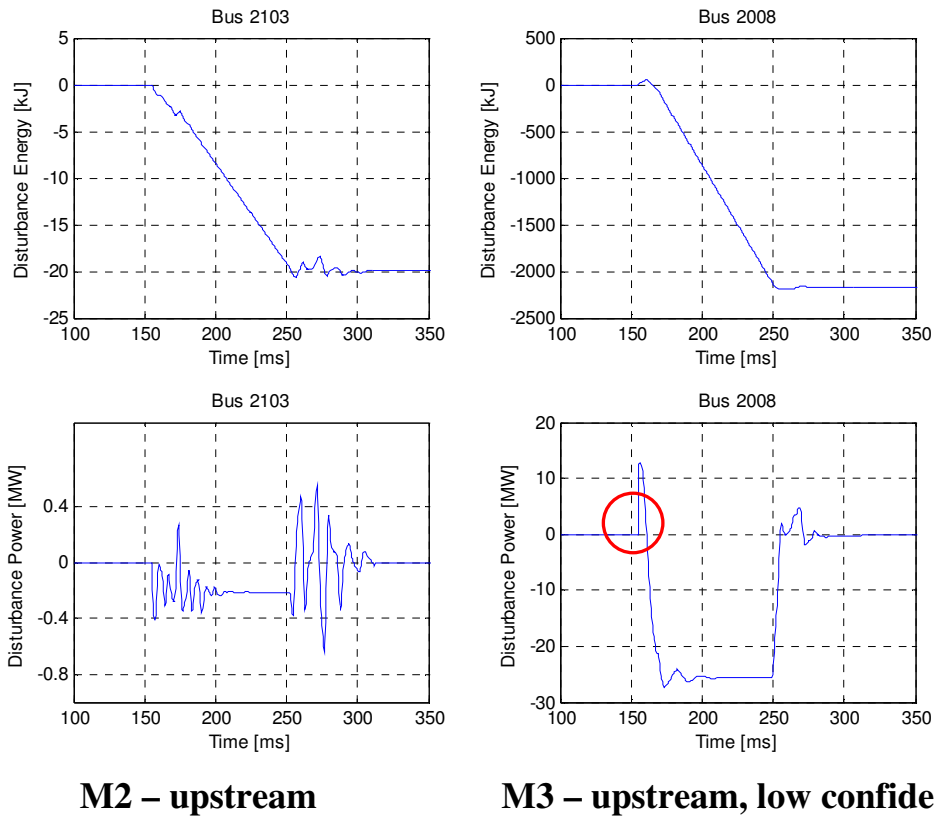 Bus 2103
5
0
-5
-10
-15
-20
-25
100 150 200 250 300 350
Time [ms]
Disturbance Energy [kJ]
Bus 2008
500
0
-500
-1000
-1500
-2000
-2500
100 150 200 250 300 350
Time [ms]
Disturbance Energy [kJ]
Bus 2103
0.4
0
-0.4
-0.8
100 150 200 250 300 350
Time [ms]
Disturbance Power [MW]
Bus 2008
20
10
0
-10
-20
-30
100 150 200 250 300 350
Time [ms]
Disturbance Power [MW]
M2 – upstream
M3 – upstream, low confide